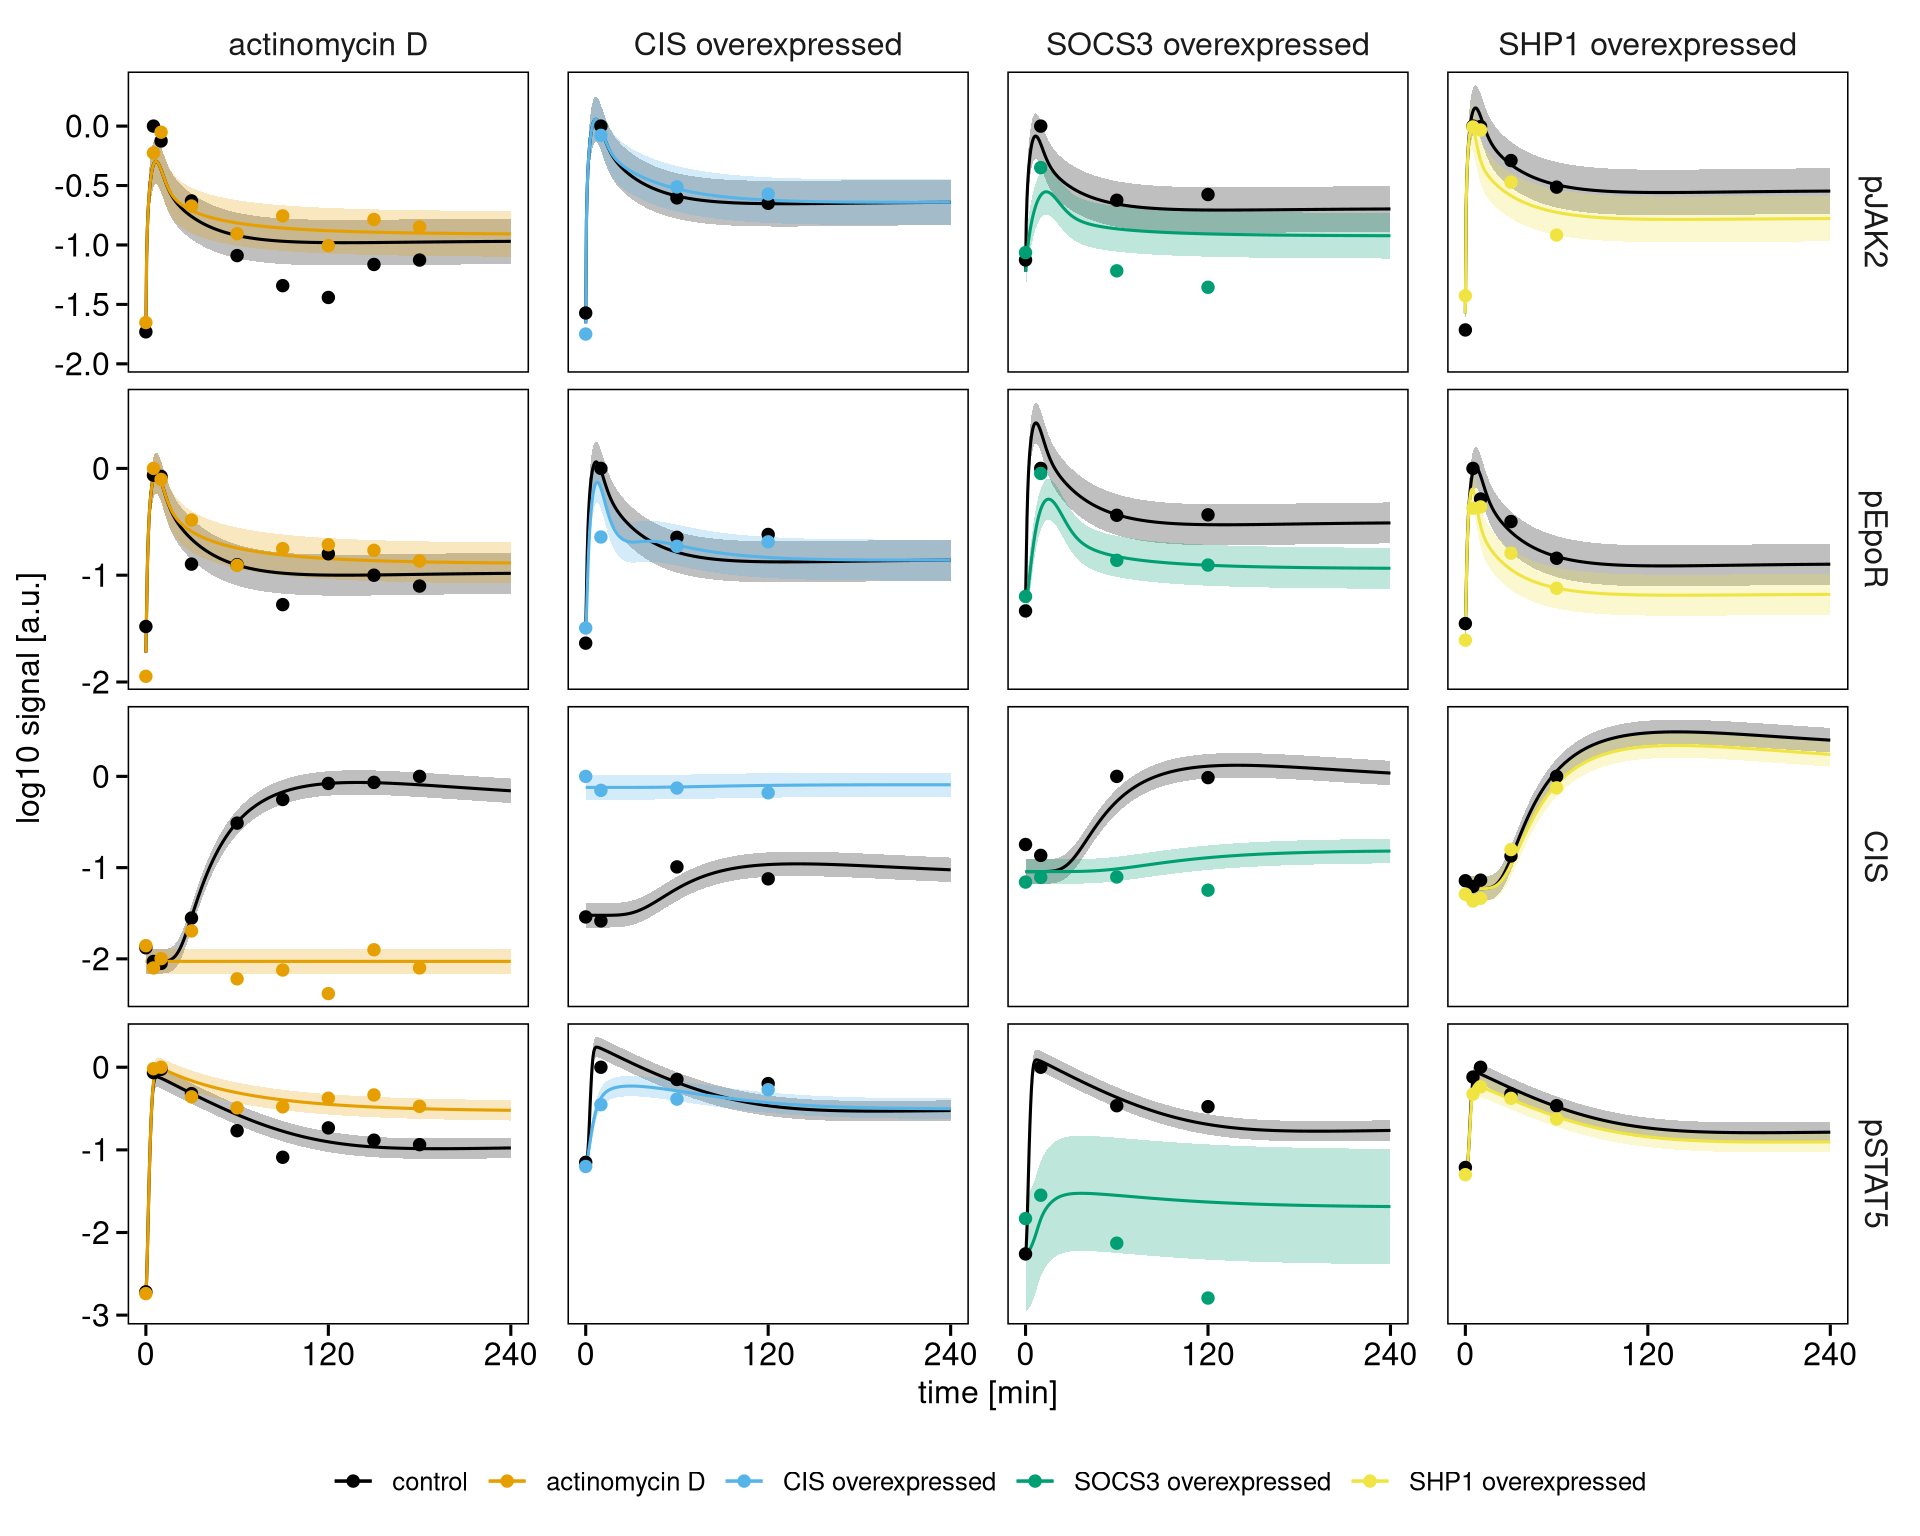 actinomycin D CIS overexpressed SOCS3 overexpressed SHP1 overexpressed
0.0
-0.5
-1.0
-1.5
-2.0
pJAK2
0
-1
-2
pEpoR
log10 signal [a.u.]
0
-1
-2
CIS
0
-1
-2
-3
pSTAT5
0 120 240 0 120 240 0 120 240 0 120 240
time [min]
control actinomycin D CIS overexpressed SOCS3 overexpressed SHP1 overexpressed